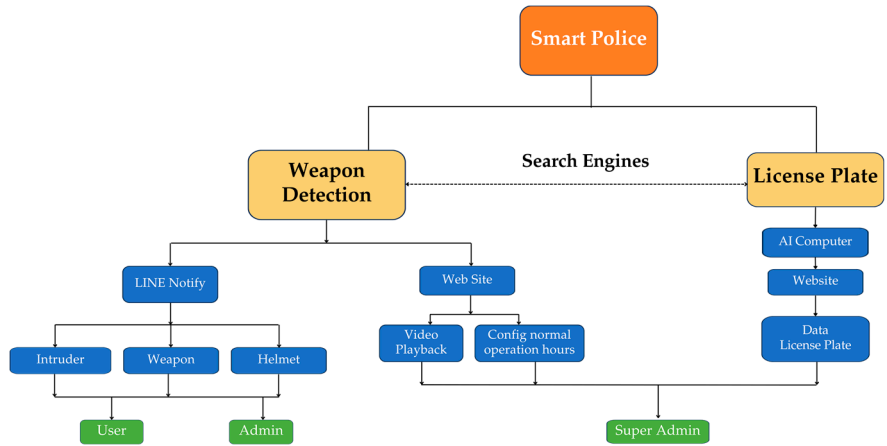 Smart Police
Weapon
Detection
Search Engines
License Plate
AI Computer
LINE Notify
Web Site
Website
Intruder
Weapon
Helmet
Video
Playback
Config normal
operation hours
Data
License Plate
User
Admin
Super Admin